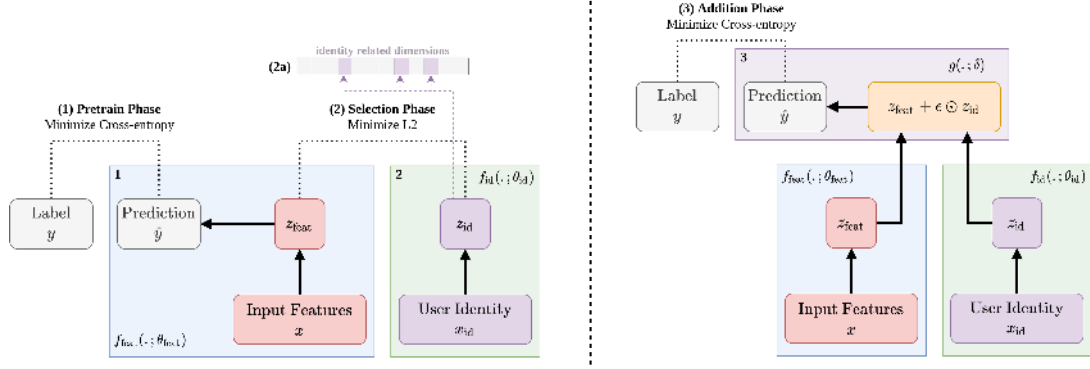 identity related dimensions
(2a)
(1) Pretrain Phase
Minimize Cross-entropy
(2) Selection Phase
Minimize L2
1
2
f_id(. ; θ_id)
Label
y
Prediction
ŷ
z_feat
z_id
Input Features
x
User Identity
x_id
f_feat(. ; θ_feat)
(3) Addition Phase
Minimize Cross-entropy
3
g(. ; δ)
Label
y
Prediction
ŷ
z_feat + ϵ ⊙ z_id
f_feat(. ; θ_feat)
f_id(. ; θ_id)
z_feat
z_id
Input Features
x
User Identity
x_id